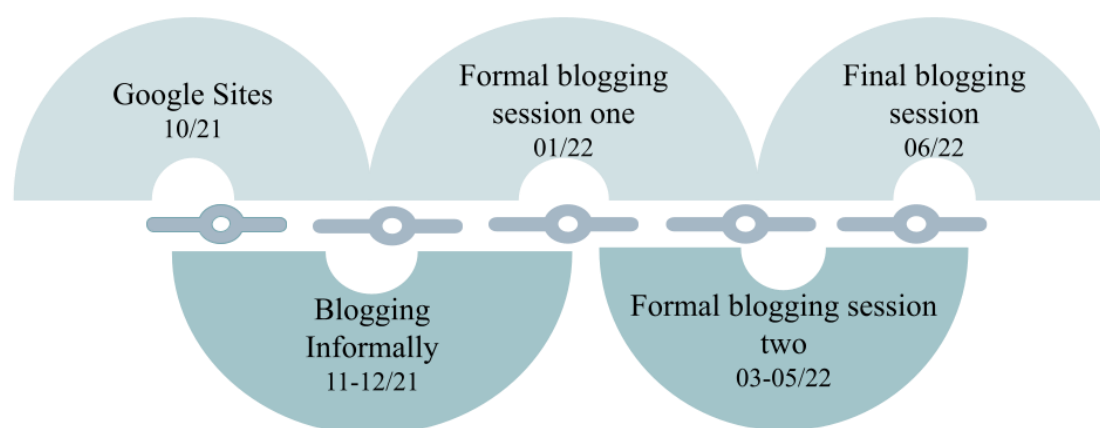 Google Sites
10/21
Blogging
Informally
11-12/21
Formal blogging
session one
01/22
Formal blogging session
two
03-05/22
Final blogging
session
06/22